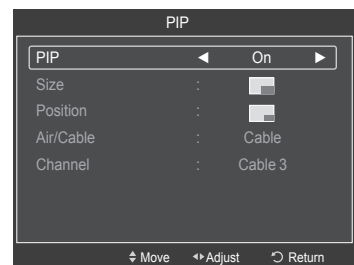 PIP
PIP ◀ On ▶
Size :
Position :
Air/Cable : Cable
Channel : Cable 3
Move Adjust Return